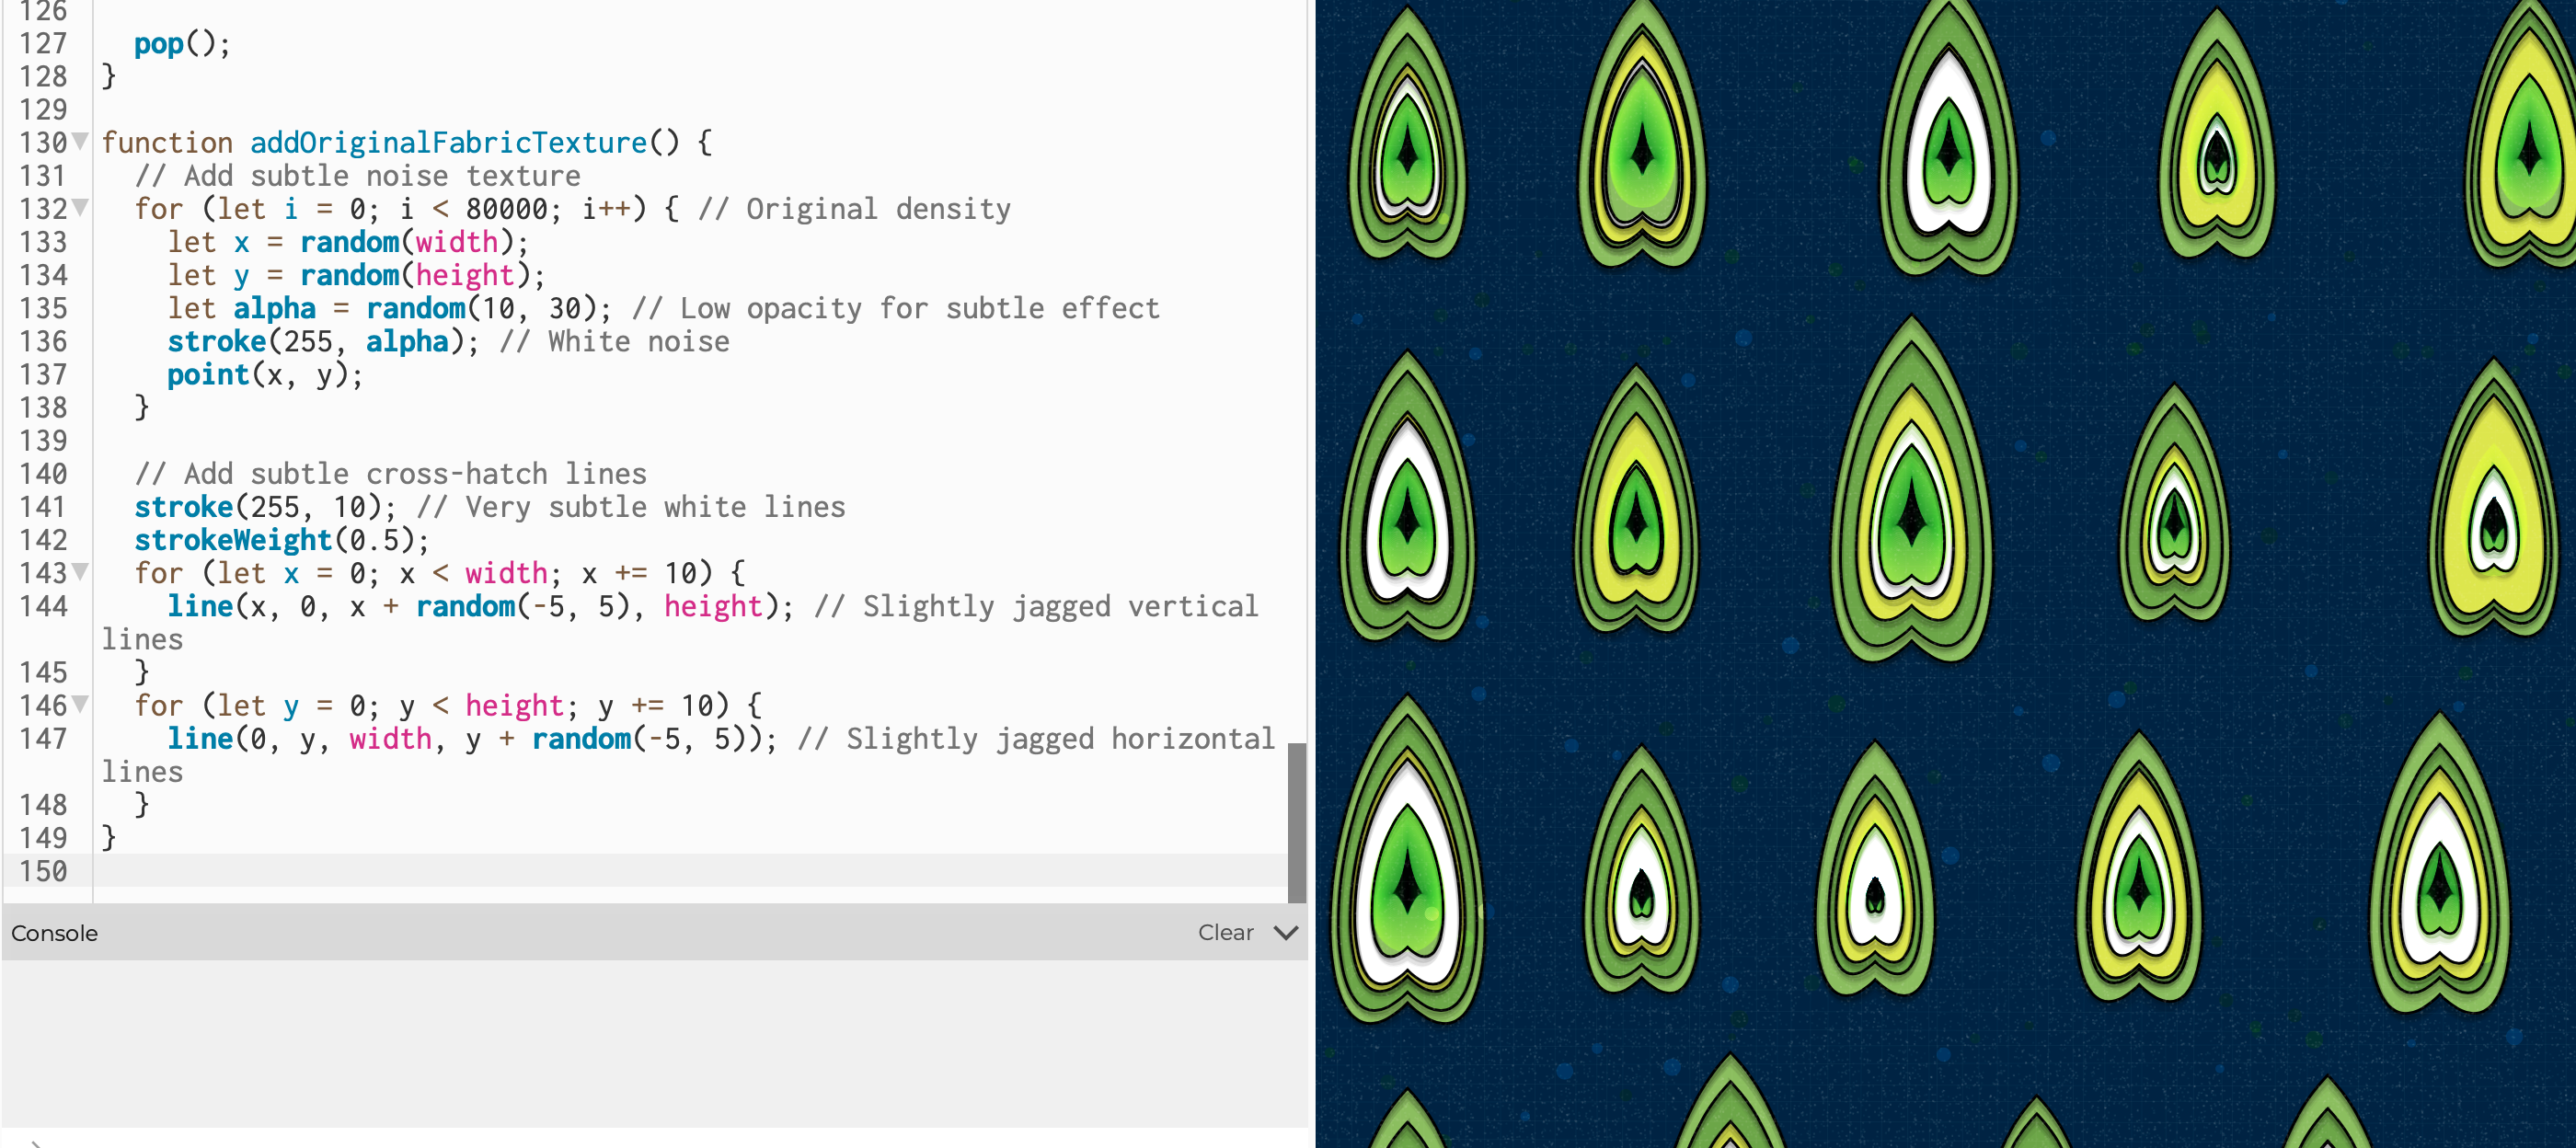 126
127   pop();
128 }
129
130 function addOriginalFabricTexture() {
131   // Add subtle noise texture
132   for (let i = 0; i < 80000; i++) { // Original density
133     let x = random(width);
134     let y = random(height);
135     let alpha = random(10, 30); // Low opacity for subtle effect
136     stroke(255, alpha); // White noise
137     point(x, y);
138   }
139
140   // Add subtle cross-hatch lines
141   stroke(255, 10); // Very subtle white lines
142   strokeWeight(0.5);
143   for (let x = 0; x < width; x += 10) {
144     line(x, 0, x + random(-5, 5), height); // Slightly jagged vertical
lines
145   }
146   for (let y = 0; y < height; y += 10) {
147     line(0, y, width, y + random(-5, 5)); // Slightly jagged horizontal
lines
148   }
149 }
150
Console Clear